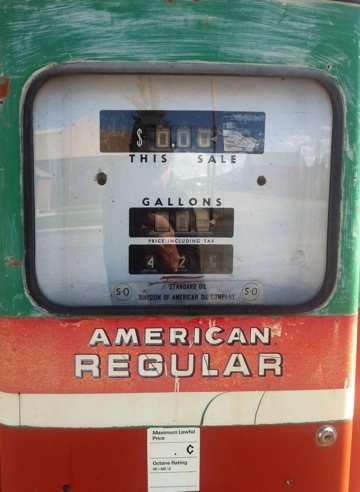 $ 0.00
THIS SALE
GALLONS
PRICE INCLUDING TAX
S·O STANDARD OIL S·O
DIVISION OF AMERICAN OIL COMPANY
AMERICAN
REGULAR
Maximum Lawful
Price
. ¢
Octane Rating
(R+M)/2